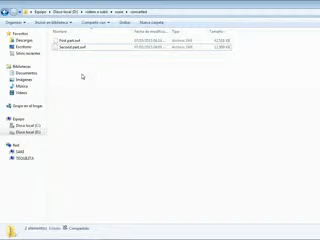 Equipo ▸ Disco local (D:) ▸ videos a subir ▸ ▸ converted
Organizar ▾ Incluir en biblioteca ▾ Compartir con ▾ Grabar Nueva carpeta
Nombre Fecha de modifica... Tipo Tamaño
Favoritos
First part.swf Archivo SWF
Descargas
Second part.swf Archivo SWF
Escritorio
Sitios recientes
Bibliotecas
Documentos
Imágenes
Música
Videos
Grupo en el hogar
Equipo
Disco local (C:)
Disco local (D:)
Red
2 elementos Estado: Compartido